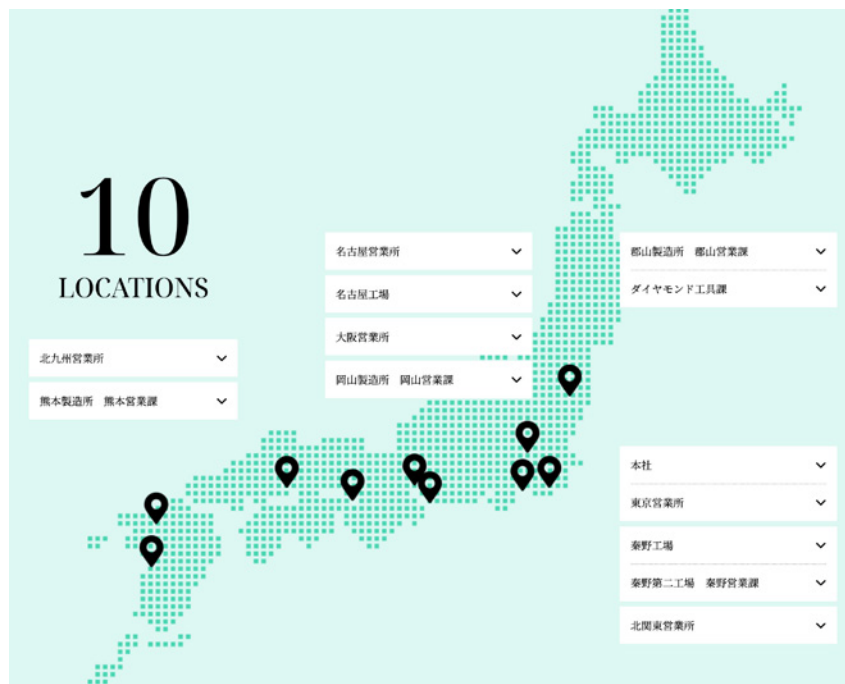 10
LOCATIONS
北九州営業所
熊本製造所　熊本営業課
名古屋営業所
名古屋工場
大阪営業所
岡山製造所　岡山営業課
郡山製造所　郡山営業課
ダイヤモンド工具課
本社
東京営業所
秦野工場
秦野第二工場　秦野営業課
北関東営業所